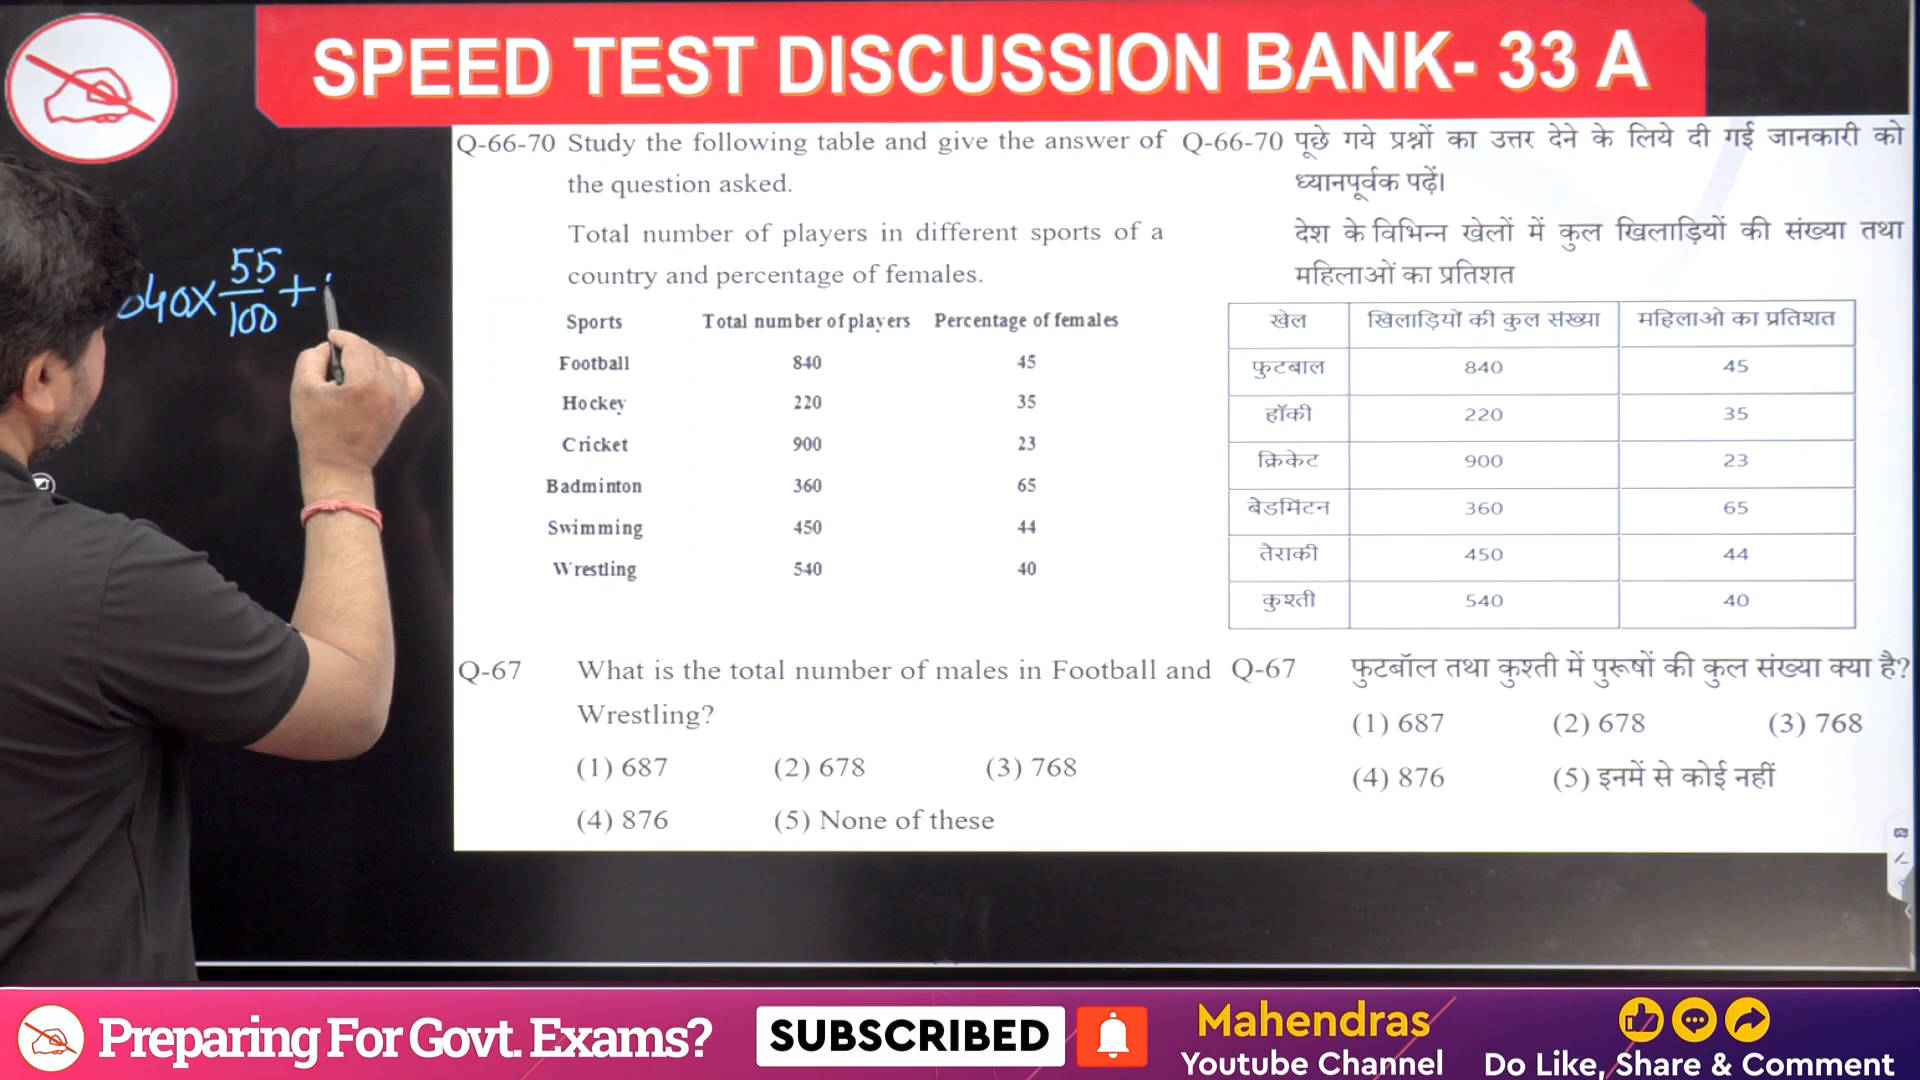 SPEED TEST DISCUSSION BANK- 33 A
Q-66-70 Study the following table and give the answer of
the question asked.
Total number of players in different sports of a
country and percentage of females.
Sports Total number of players Percentage of females
Football 840 45
Hockey 220 35
Cricket 900 23
Badminton 360 65
Swimming 450 44
Wrestling 540 40
Q-67 What is the total number of males in Football and
Wrestling?
(1) 687 (2) 678 (3) 768
(4) 876 (5) None of these
Q-66-70 पूछे गये प्रश्नों का उत्तर देने के लिये दी गई जानकारी को
ध्यानपूर्वक पढ़ें।
देश के विभिन्न खेलों में कुल खिलाड़ियों की संख्या तथा
महिलाओं का प्रतिशत
खेल खिलाड़ियों की कुल संख्या महिलाओ का प्रतिशत
फुटबाल 840 45
हॉकी 220 35
क्रिकेट 900 23
बेडमिंटन 360 65
तेराकी 450 44
कुश्ती 540 40
Q-67 फुटबॉल तथा कुश्ती में पुरूषों की कुल संख्या क्या है?
(1) 687 (2) 678 (3) 768
(4) 876 (5) इनमें से कोई नहीं
40x 55/100 +
Preparing For Govt. Exams?
SUBSCRIBED
Mahendras
Youtube Channel
Do Like, Share & Comment